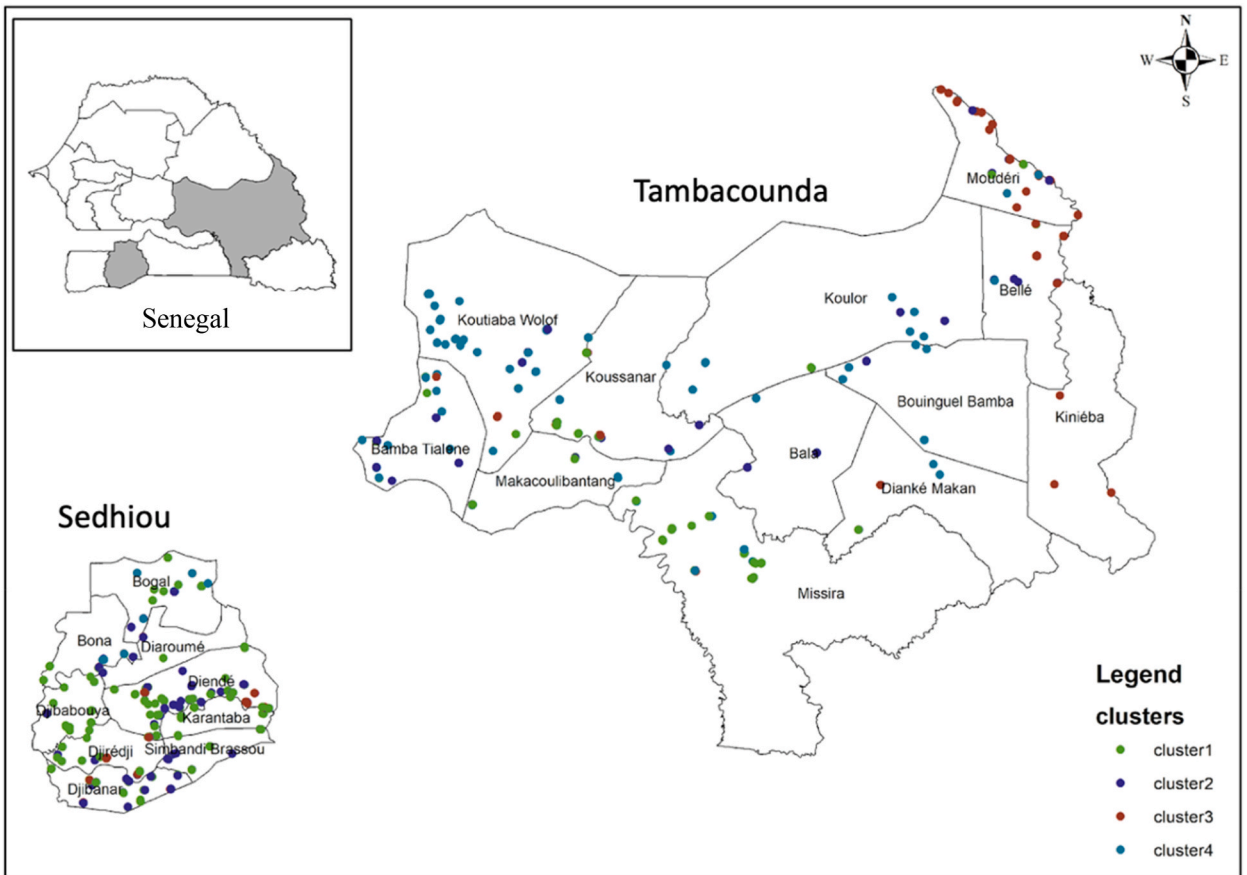 N
W E
S
Tambacounda
Moudéri
Senegal
Koulor
Bellé
Koutiaba Wolof
Koussanar
Bouinguel Bamba
Kiniéba
Bamba Tialene
Bala
Makacoulibantang
Dianké Makan
Sedhiou
Missira
Bogal
Bona
Diaroumé
Diendé
Djibabouya
Karantaba
Djirédji
Simbandi Brassou
Djibanar
Legend
clusters
cluster1
cluster2
cluster3
cluster4